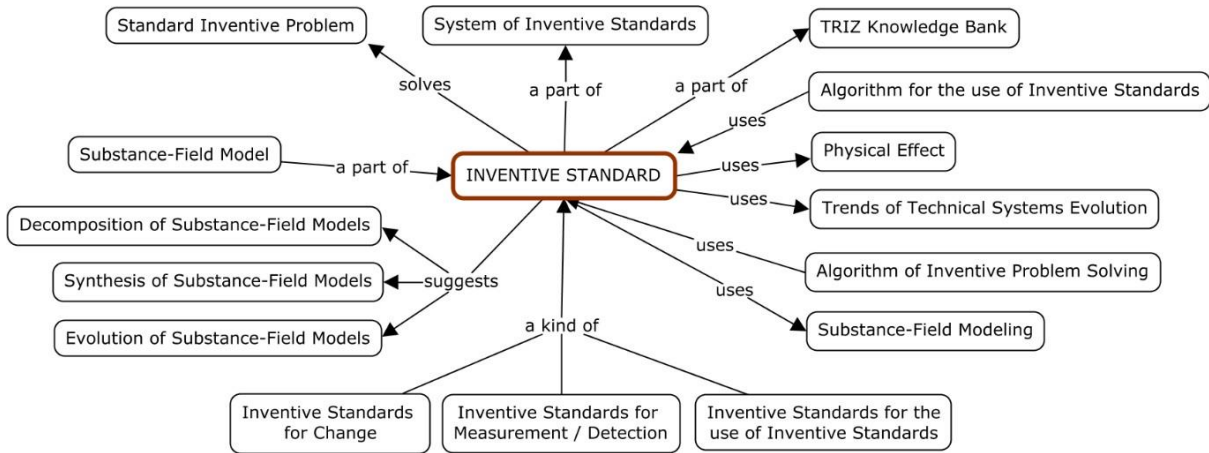 Standard Inventive Problem
System of Inventive Standards
TRIZ Knowledge Bank
solves
a part of
a part of
Algorithm for the use of Inventive Standards
uses
Substance-Field Model
a part of
INVENTIVE STANDARD
uses
Physical Effect
uses
Trends of Technical Systems Evolution
Decomposition of Substance-Field Models
uses
Algorithm of Inventive Problem Solving
Synthesis of Substance-Field Models
suggests
uses
Evolution of Substance-Field Models
a kind of
Substance-Field Modeling
Inventive Standards
for Change
Inventive Standards for
Measurement / Detection
Inventive Standards for the
use of Inventive Standards